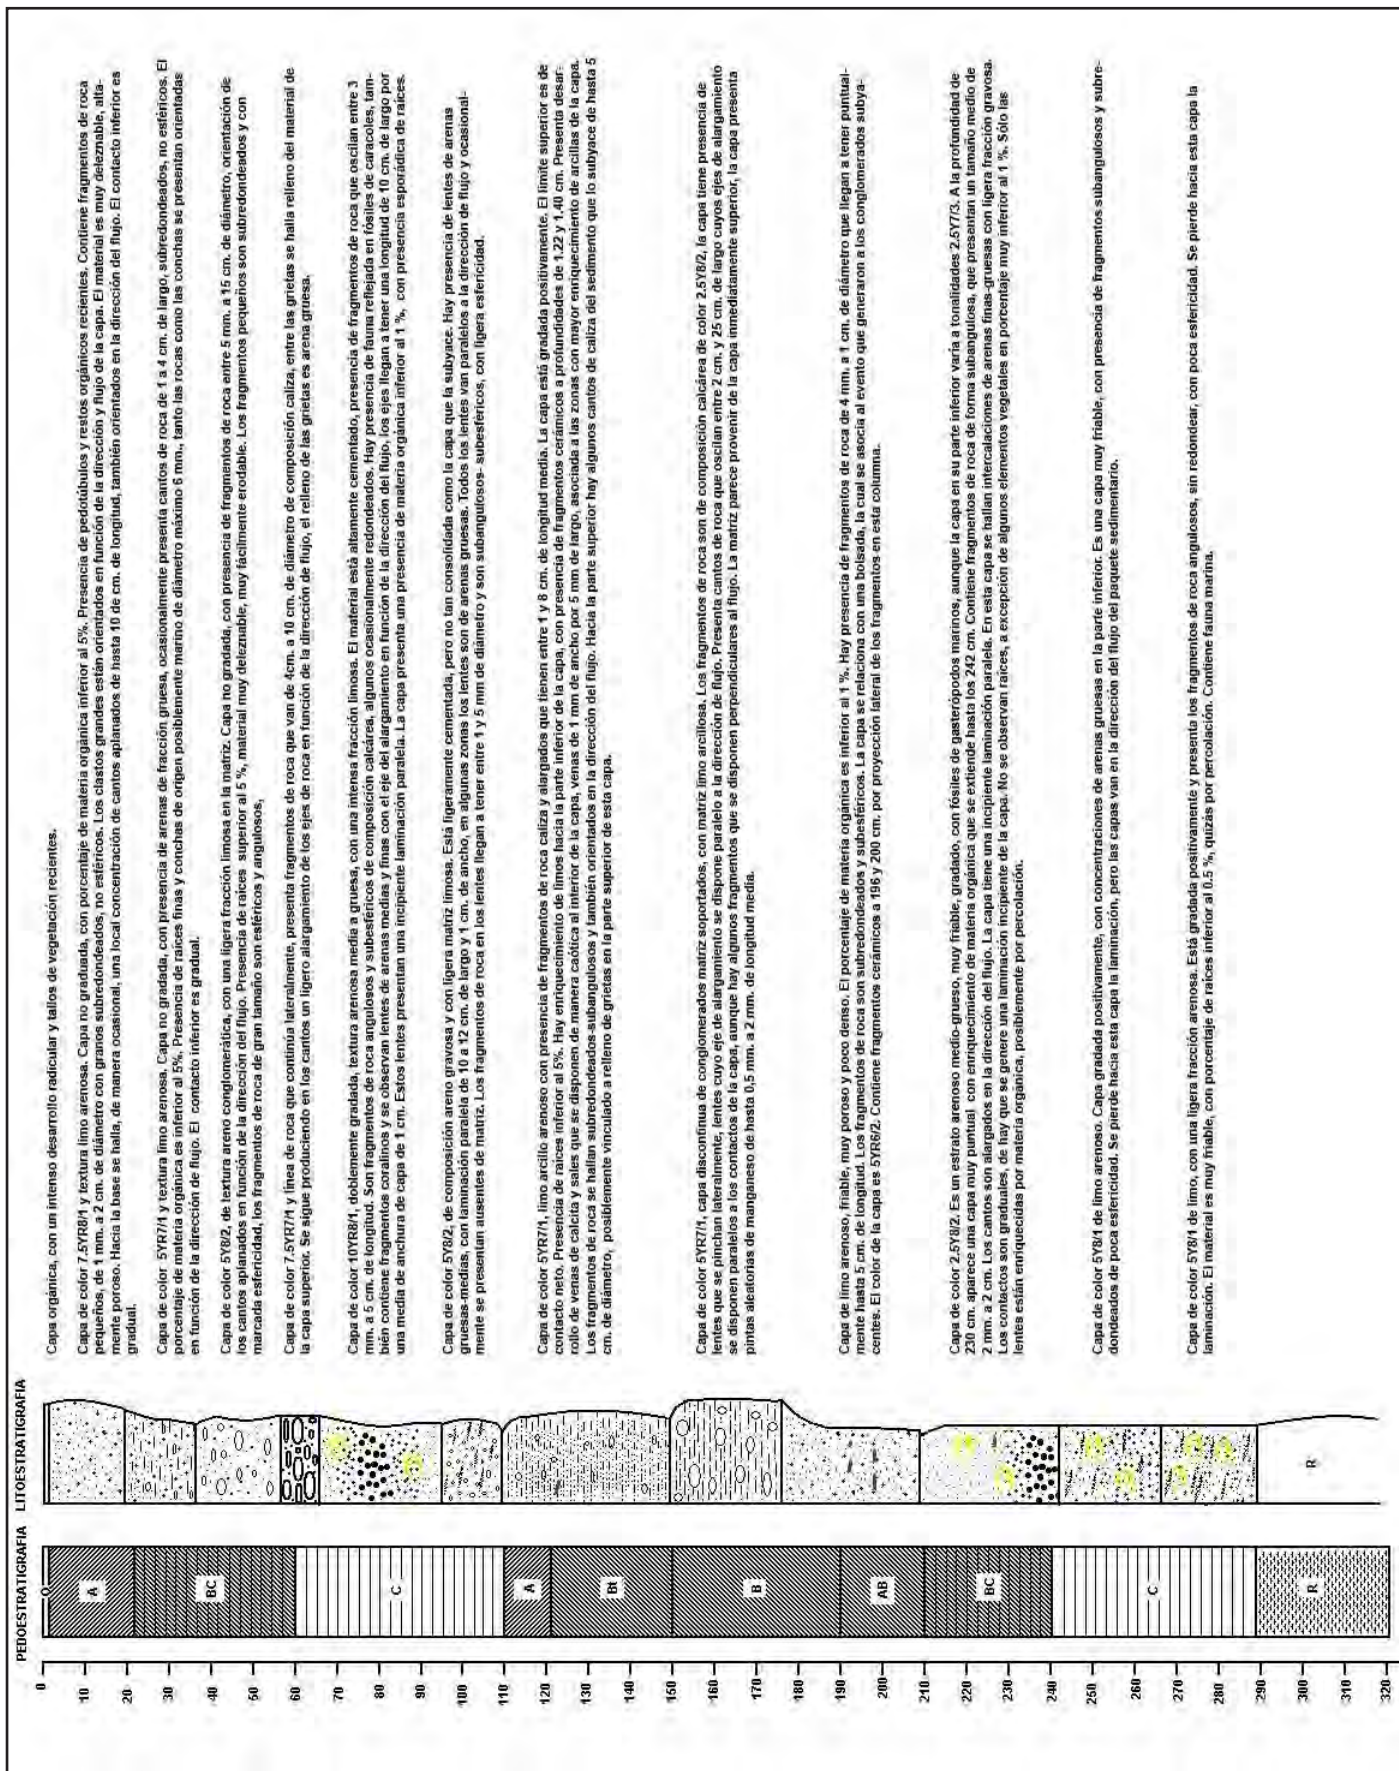 PEDOESTRATIGRAFIA
LITOESTRATIGRAFIA
0
10
20
30
40
50
60
70
80
90
100
110
120
130
140
150
160
170
180
190
200
210
220
230
240
250
260
270
280
290
300
310
320
O
A
BC
C
A
Bt
B
AB
BC
C
R
R
Capa orgánica, con un intenso desarrollo radicular y tallos de vegetación recientes.
Capa de color 7.5YR8/1 y textura limo arenosa. Capa no graduada, con porcentaje de materia orgánica inferior al 5%. Presencia de pedotúbulos y restos orgánicos recientes. Contiene fragmentos de roca
pequeños, de 1 mm. a 2 cm. de diámetro con granos subredondeados, no esféricos. Los clastos grandes están orientados en función de la dirección y flujo de la capa. El material es muy deleznable, alta-
mente poroso. Hacia la base se halla, de manera ocasional, una local concentración de cantos aplanados de hasta 10 de cm. de longitud, también orientados en la dirección del flujo. El contacto inferior es
gradual.
Capa de color 5YR7/1 y textura limo arenosa. Capa no gradada, con presencia de arenas de fracción gruesa, ocasionalmente presenta cantos de roca de 1 a 4 cm. de largo, subredondeados, no esféricos. El
porcentaje de materia orgánica es inferior al 5%. Presencia de raíces finas y conchas de origen posiblemente marino de diámetro máximo 6 mm., tanto las rocas como las conchas se presentan orientadas
en función de la dirección de flujo. El contacto inferior es gradual.
Capa de color 5Y8/2, de textura areno conglomerática, con una ligera fracción limosa en la matriz. Capa no gradada, con presencia de fragmentos de roca entre 5 mm. a 15 cm. de diámetro, orientación de
los cantos aplanados en función de la dirección del flujo. Presencia de raíces superior al 5 %, material muy deleznable, muy fácilmente erodable. Los fragmentos pequeños son subredondeados y con
marcada esfericidad, los fragmentos de roca de gran tamaño son esféricos y angulosos,
Capa de color 7.5YR7/1 y línea de roca que continúa lateralmente, presenta fragmentos de roca que van de 4cm. a 10 cm. de diámetro de composición caliza, entre las grietas se halla relleno del material de
la capa superior. Se sigue produciendo en los cantos un ligero alargamiento de los ejes de roca en función de la dirección de flujo, el relleno de las grietas es arena gruesa.
Capa de color 10YR8/1, doblemente gradada, textura arenosa media a gruesa, con una intensa fracción limosa. El material está altamente cementado, presencia de fragmentos de roca que oscilan entre 3
mm. a 5 cm. de longitud. Son fragmentos de roca angulosos y subesféricos de composición calcárea, algunos ocasionalmente redondeados. Hay presencia de fauna reflejada en fósiles de caracoles, tam-
bién contiene fragmentos coralinos y se observan lentes de arenas medias y finas con el eje del alargamiento en función de la dirección del flujo, los ejes llegan a tener una longitud de 10 cm. de largo por
una media de anchura de capa de 1 cm. Estos lentes presentan una incipiente laminación paralela. La capa presenta una presencia de materia orgánica inferior al 1 %, con presencia esporádica de raíces.
Capa de color 5Y8/2, de composición areno gravosa y con ligera matriz limosa. Está ligeramente cementada, pero no tan consolidada como la capa que la subyace. Hay presencia de lentes de arenas
gruesas-medias, con laminación paralela de 10 a 12 cm. de largo y 1 cm. de ancho, en algunas zonas los lentes son de arenas gruesas. Todos los lentes van paralelos a la dirección de flujo y ocasional-
mente se presentan ausentes de matriz. Los fragmentos de roca en los lentes llegan a tener entre 1 y 5 mm de diámetro y son subangulosos- subesféricos, con ligera esfericidad.
Capa de color 5YR7/1, limo arcillo arenoso con presencia de fragmentos de roca caliza y alargados que tienen entre 1 y 8 cm. de longitud media. La capa está gradada positivamente. El límite superior es de
contacto neto. Presencia de raíces inferior al 5%. Hay enriquecimiento de limos hacia la parte inferior de la capa, con presencia de fragmentos cerámicos a profundidades de 1.22 y 1.40 cm. Presenta desar-
rollo de venas de calcita y sales que se disponen de manera caótica al interior de la capa, venas de 1 mm de ancho por 5 mm de largo, asociada a las zonas con mayor enriquecimiento de arcillas de la capa.
Los fragmentos de roca se hallan subredondeados-subangulosos y también orientados en la dirección del flujo. Hacia la parte superior hay algunos cantos de caliza del sedimento que lo subyace de hasta 5
cm. de diámetro, posiblemente vinculado a relleno de grietas en la parte superior de esta capa.
Capa de color 5YR7/1, capa discontinua de conglomerados matriz soportados, con matriz limo arcillosa. Los fragmentos de roca son de composición calcárea de color 2.5Y8/2, la capa tiene presencia de
lentes que se pinchan lateralmente, lentes cuyo eje de alargamiento se dispone paralelo a la dirección de flujo. Presenta cantos de roca que oscilan entre 2 cm. y 25 cm. de largo cuyos ejes de alargamiento
se disponen paralelos a los contactos de la capa, aunque hay algunos fragmentos que se disponen perpendiculares al flujo. La matriz parece provenir de la capa inmediatamente superior, la capa presenta
pintas aleatorias de manganeso de hasta 0,5 mm. a 2 mm. de longitud media.
Capa de limo arenoso, friable, muy poroso y poco denso. El porcentaje de materia orgánica es inferior al 1 %. Hay presencia de fragmentos de roca de 4 mm. a 1 cm. de diámetro que llegan a tener puntual-
mente hasta 5 cm. de longitud. Los fragmentos de roca son subredondeados y subesféricos. La capa se relaciona con una bolsada, la cual se asocia al evento que generaron a los conglomerados subya-
centes. El color de la capa es 5YR6/2. Contiene fragmentos cerámicos a 196 y 200 cm. por proyección lateral de los fragmentos en esta columna.
Capa de color 2.5Y8/2. Es un estrato arenoso medio-grueso, muy friable, gradado, con fósiles de gasterópodos marinos, aunque la capa en su parte inferior varía a tonalidades 2.5Y7/3. A la profundidad de
230 cm. aparece una capa muy puntual con enriquecimiento de materia orgánica que se extiende hasta los 242 cm. Contiene fragmentos de roca de forma subangulosa, que presentan un tamaño medio de
2 mm. a 2 cm. Los cantos son alargados en la dirección del flujo. La capa tiene una incipiente laminación paralela. En esta capa se hallan intercalaciones de arenas finas-gruesas con ligera fracción gravosa.
Los contactos son graduales, de hay que se genere una laminación incipiente de la capa. No se observan raíces, a excepción de algunos elementos vegetales en porcentaje muy inferior al 1 %. Sólo las
lentes están enriquecidas por materia orgánica, posiblemente por percolación.
Capa de color 5Y8/1 de limo arenoso. Capa gradada positivamente, con concentraciones de arenas gruesas en la parte inferior. Es una capa muy friable, con presencia de fragmentos subangulosos y subre-
dondeados de poca esfericidad. Se pierde hacia esta capa la laminación, pero las capas van en la dirección del flujo del paquete sedimentario.
Capa de color 5Y8/1 de limo, con una ligera fracción arenosa. Está gradada positivamente y presenta los fragmentos de roca angulosos, sin redondear, con poca esfericidad. Se pierde hacia esta capa la
laminación. El material es muy friable, con porcentaje de raíces inferior al 0.5 %, quizás por percolación. Contiene fauna marina.